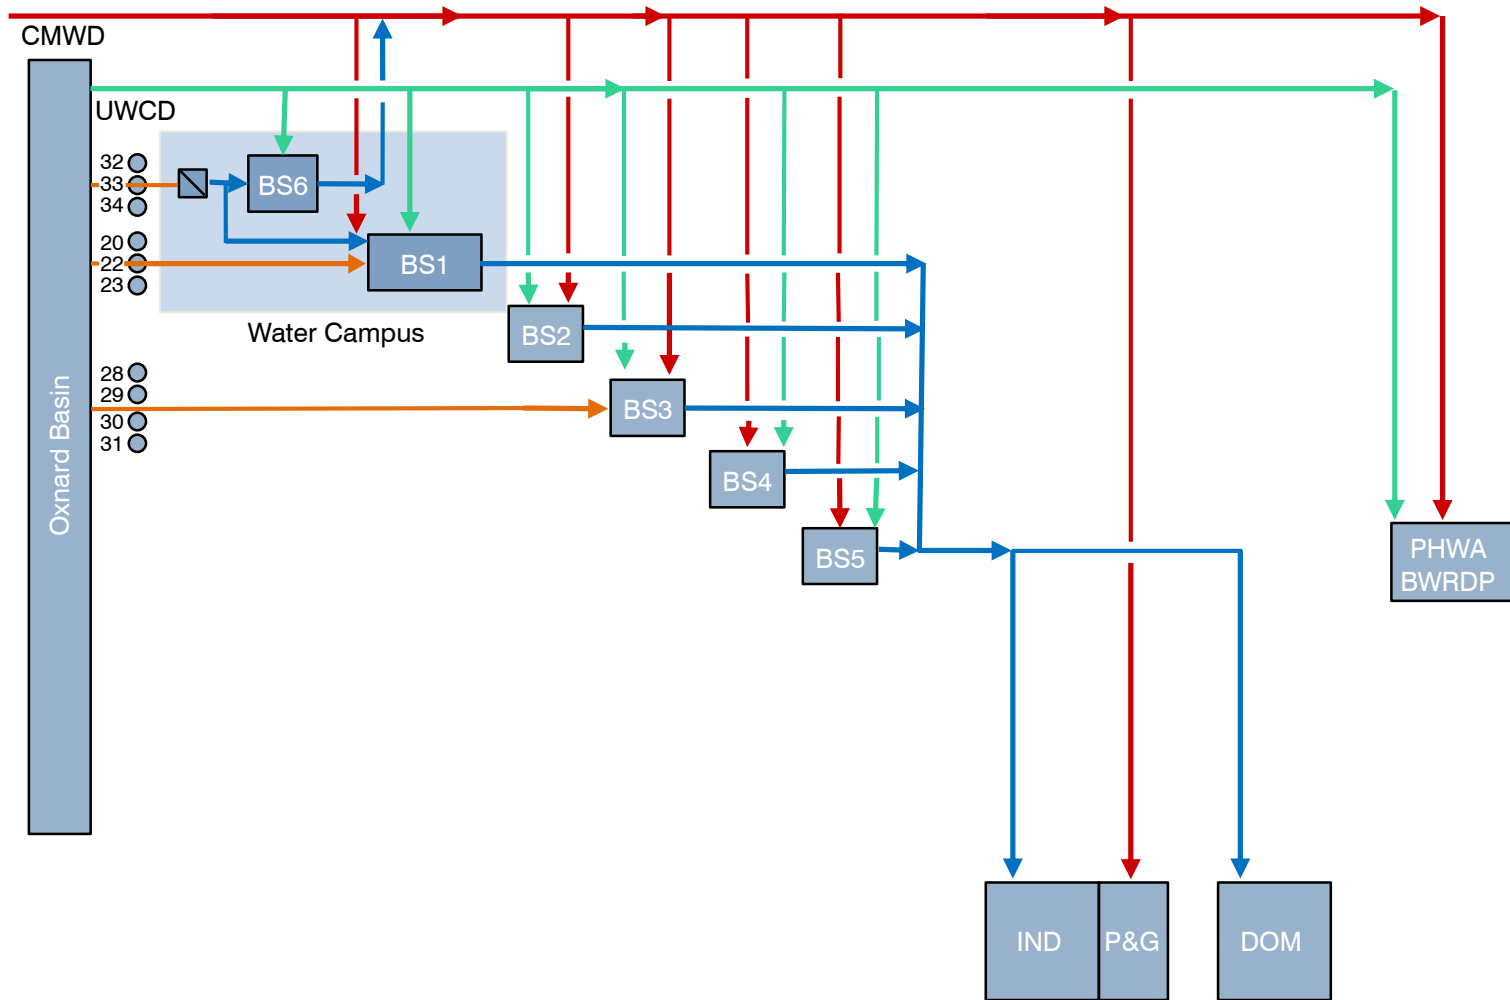 CMWD
UWCD
32
33
34
20
22
23
BS6
BS1
Water Campus
BS2
28
29
30
31
BS3
Oxnard Basin
BS4
BS5
PHWA
BWRDP
IND
P&G
DOM